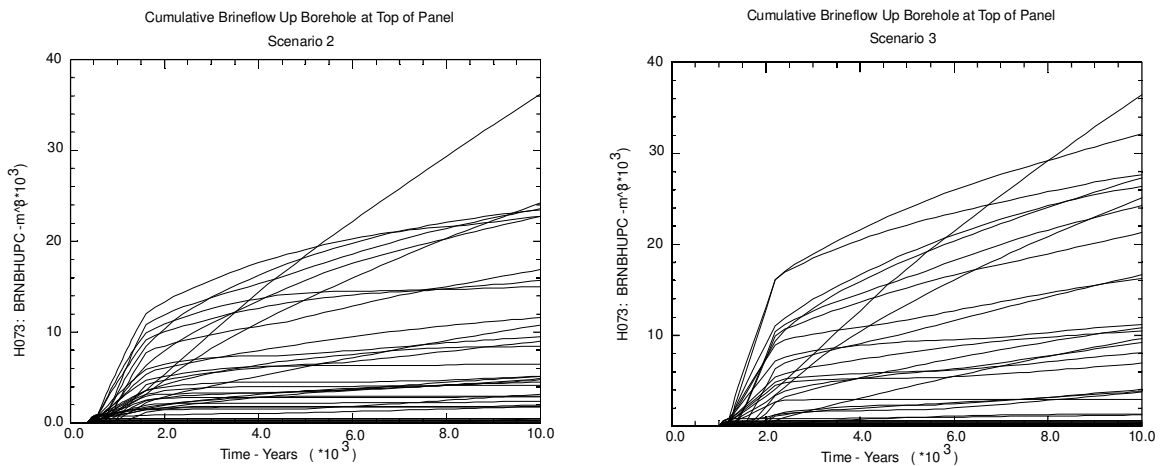 Cumulative Brineflow Up Borehole at Top of Panel
Scenario 2
40
30
20
10
0.0
0.0
2.0
4.0
6.0
8.0
10.0
Time - Years (*10^3)
H073: BRNBHUPC - m^3*10^3)
Cumulative Brineflow Up Borehole at Top of Panel
Scenario 3
40
30
20
10
0.0
2.0
4.0
6.0
8.0
10.0
Time - Years (*10^3)
H073: BRNBHUPC - m^3*10^3)